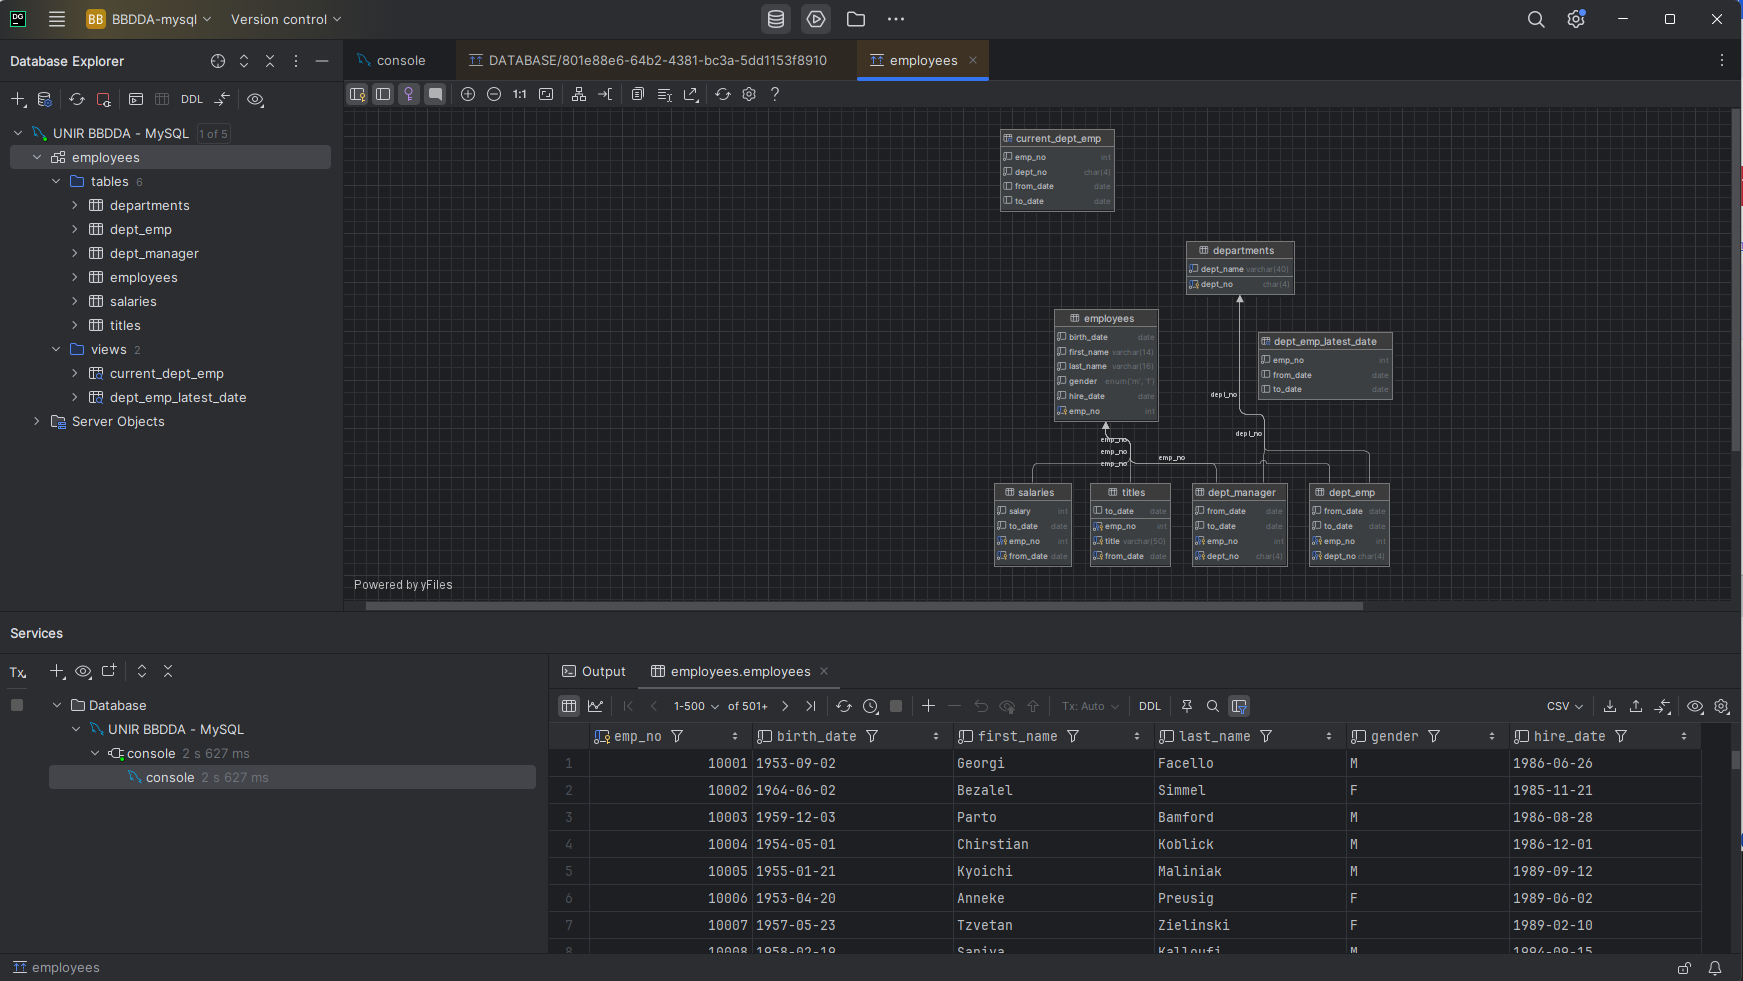 BB BBDDA-mysql Version control
Database Explorer
console
DATABASE/801e88e6-64b2-4381-bc3a-5dd1153f8910
employees
DDL
1:1
UNIR BBDDA - MySQL 1 of 5
employees
tables 6
departments
dept_emp
dept_manager
employees
salaries
titles
views 2
current_dept_emp
dept_emp_latest_date
Server Objects
current_dept_emp
emp_no int
dept_no char(4)
from_date date
to_date date
departments
dept_name varchar(40)
dept_no char(4)
employees
birth_date date
first_name varchar(14)
last_name varchar(16)
gender enum('m', 'f')
hire_date date
emp_no int
dept_emp_latest_date
emp_no int
from_date date
to_date date
dept_no
dept_no
emp_no
emp_no
emp_no
emp_no
salaries
salary int
to_date date
emp_no int
from_date date
titles
to_date date
emp_no int
title varchar(50)
from_date date
dept_manager
from_date date
to_date date
emp_no int
dept_no char(4)
dept_emp
from_date date
to_date date
emp_no int
dept_no char(4)
Powered by yFiles
Services
Tx
Database
UNIR BBDDA - MySQL
console 2 s 627 ms
console 2 s 627 ms
Output
employees.employees
1-500 of 501+
Tx: Auto
DDL
CSV
emp_no birth_date first_name last_name gender hire_date
1 10001 1953-09-02 Georgi Facello M 1986-06-26
2 10002 1964-06-02 Bezalel Simmel F 1985-11-21
3 10003 1959-12-03 Parto Bamford M 1986-08-28
4 10004 1954-05-01 Chirstian Koblick M 1986-12-01
5 10005 1955-01-21 Kyoichi Maliniak M 1989-09-12
6 10006 1953-04-20 Anneke Preusig F 1989-06-02
7 10007 1957-05-23 Tzvetan Zielinski F 1989-02-10
8 10008 1958-02-19 Saniya Kalloufi M 1994-09-15
employees